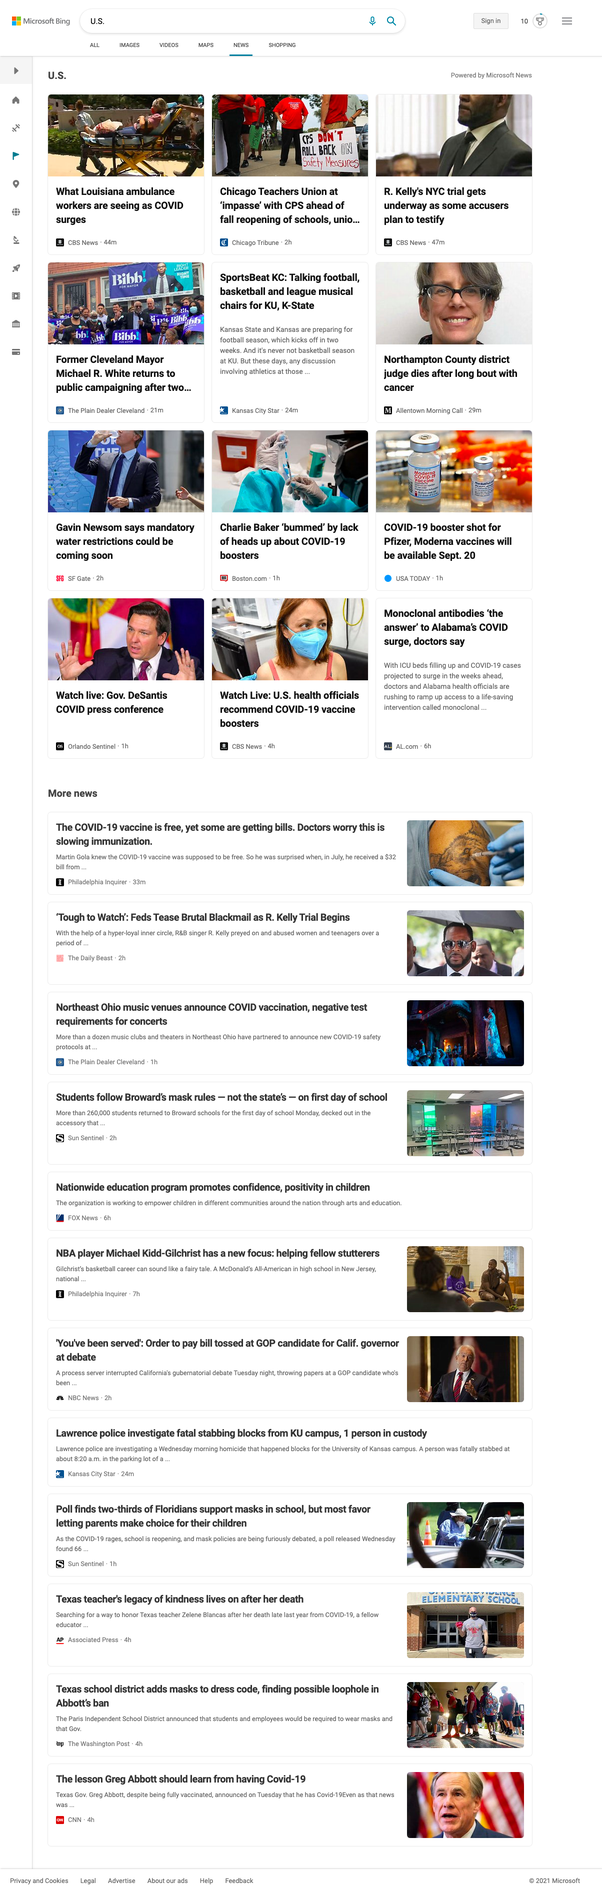 Microsoft Bing
U.S.
Sign in
10
ALL
IMAGES
VIDEOS
MAPS
NEWS
SHOPPING
U.S.
Powered by Microsoft News
What Louisiana ambulance
workers are seeing as COVID
surges
CBS News · 44m
CPS DON'T
ROLL BACK
Safety Measures
Chicago Teachers Union at
‘impasse’ with CPS ahead of
fall reopening of schools, unio...
Chicago Tribune · 2h
R. Kelly's NYC trial gets
underway as some accusers
plan to testify
CBS News · 47m
Bibb!
Bibb!
Former Cleveland Mayor
Michael R. White returns to
public campaigning after two...
The Plain Dealer Cleveland · 21m
SportsBeat KC: Talking football,
basketball and league musical
chairs for KU, K-State
Kansas State and Kansas are preparing for
football season, which kicks off in two
weeks. And it's never not basketball season
at KU. But these days, any discussion
involving athletics at those ...
Kansas City Star · 24m
Northampton County district
judge dies after long bout with
cancer
Allentown Morning Call · 29m
Gavin Newsom says mandatory
water restrictions could be
coming soon
SF Gate · 2h
Charlie Baker ‘bummed’ by lack
of heads up about COVID-19
boosters
Boston.com · 1h
COVID-19 booster shot for
Pfizer, Moderna vaccines will
be available Sept. 20
USA TODAY · 1h
Watch live: Gov. DeSantis
COVID press conference
Orlando Sentinel · 1h
Watch Live: U.S. health officials
recommend COVID-19 vaccine
boosters
CBS News · 4h
Monoclonal antibodies ‘the
answer’ to Alabama’s COVID
surge, doctors say
With ICU beds filling up and COVID-19 cases
projected to surge in the weeks ahead,
doctors and Alabama health officials are
rushing to ramp up access to a life-saving
intervention called monoclonal ...
AL.com · 6h
More news
The COVID-19 vaccine is free, yet some are getting bills. Doctors worry this is
slowing immunization.
Martin Gola knew the COVID-19 vaccine was supposed to be free. So he was surprised when, in July, he received a $32
bill from ...
Philadelphia Inquirer · 33m
‘Tough to Watch’: Feds Tease Brutal Blackmail as R. Kelly Trial Begins
With the help of a hyper-loyal inner circle, R&B singer R. Kelly preyed on and abused women and teenagers over a
period of ...
The Daily Beast · 2h
Northeast Ohio music venues announce COVID vaccination, negative test
requirements for concerts
More than a dozen music clubs and theaters in Northeast Ohio have partnered to announce new COVID-19 safety
protocols at ...
The Plain Dealer Cleveland · 1h
Students follow Broward’s mask rules — not the state’s — on first day of school
More than 260,000 students returned to Broward schools for the first day of school Monday, decked out in the
accessory that ...
Sun Sentinel · 2h
Nationwide education program promotes confidence, positivity in children
The organization is working to empower children in different communities around the nation through arts and education.
FOX News · 6h
NBA player Michael Kidd-Gilchrist has a new focus: helping fellow stutterers
Gilchrist's basketball career can sound like a fairy tale. A McDonald's All-American in high school in New Jersey,
national ...
Philadelphia Inquirer · 7h
'You've been served': Order to pay bill tossed at GOP candidate for Calif. governor
at debate
A process server interrupted California's gubernatorial debate Tuesday night, throwing papers at a GOP candidate who's
been ...
NBC News · 2h
Lawrence police investigate fatal stabbing blocks from KU campus, 1 person in custody
Lawrence police are investigating a Wednesday morning homicide that happened blocks for the University of Kansas campus. A person was fatally stabbed at
about 8:20 a.m. in the parking lot of a ...
Kansas City Star · 24m
Poll finds two-thirds of Floridians support masks in school, but most favor
letting parents make choice for their children
As the COVID-19 rages, school is reopening, and mask policies are being furiously debated, a poll released Wednesday
found 66 ...
Sun Sentinel · 1h
Texas teacher's legacy of kindness lives on after her death
Searching for a way to honor Texas teacher Zelene Blancas after her death late last year from COVID-19, a fellow
educator ...
Associated Press · 4h
ELEMENTARY SCHOOL
Texas school district adds masks to dress code, finding possible loophole in
Abbott’s ban
The Paris Independent School District announced that students and employees would be required to wear masks and
that Gov.
The Washington Post · 4h
The lesson Greg Abbott should learn from having Covid-19
Texas Gov. Greg Abbott, despite being fully vaccinated, announced on Tuesday that he has Covid-19Even as that news
was ...
CNN · 4h
Privacy and Cookies
Legal
Advertise
About our ads
Help
Feedback
© 2021 Microsoft